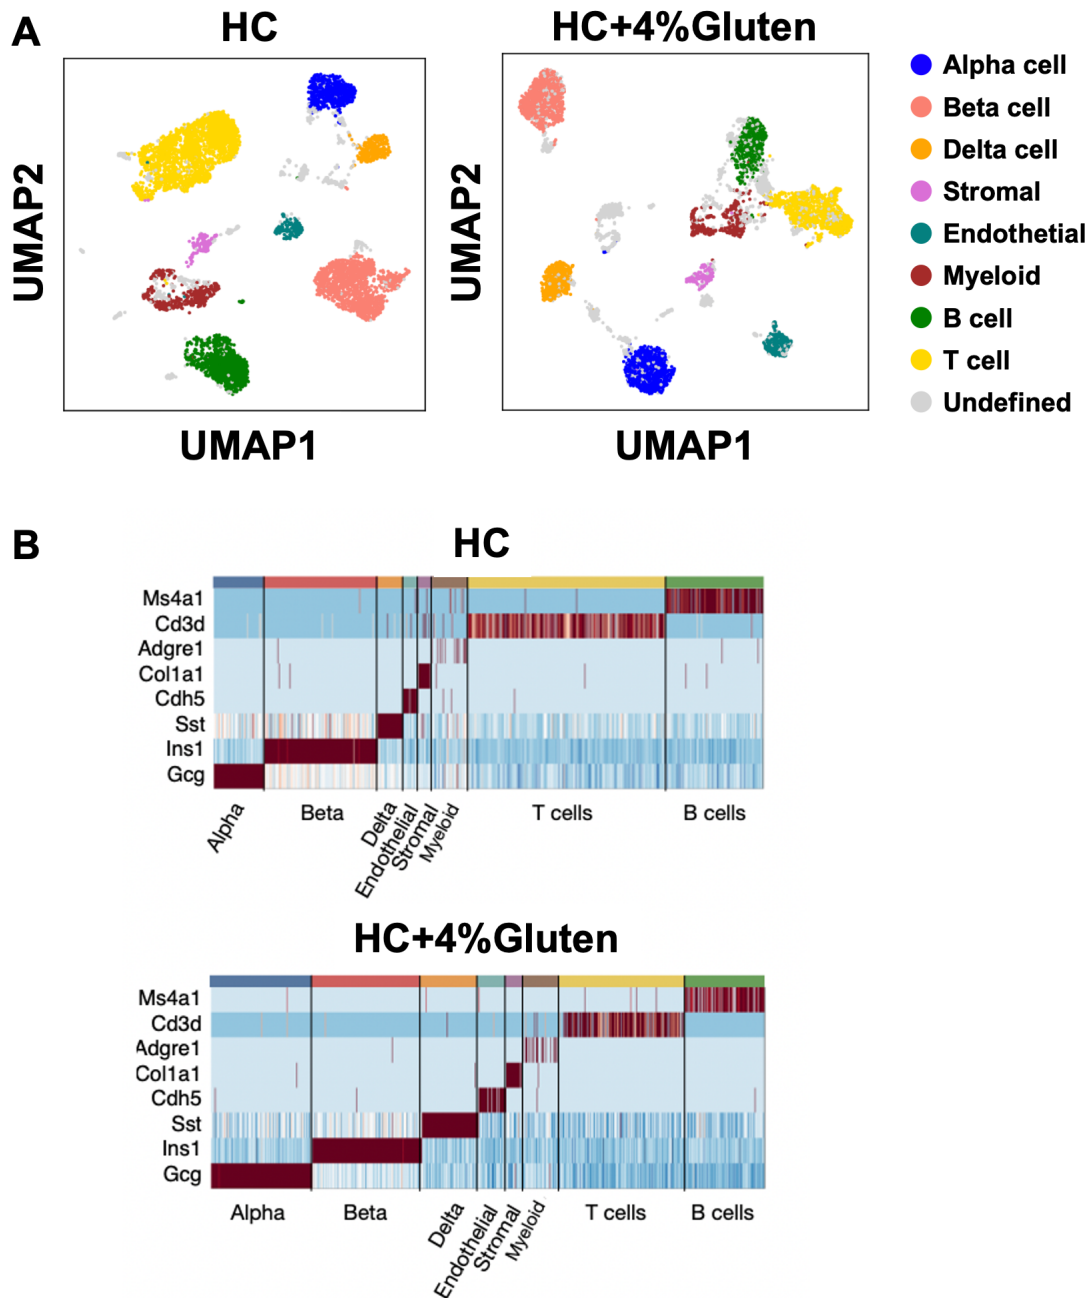 A
HC
HC+4%Gluten
UMAP2
UMAP1
UMAP2
UMAP1
Alpha cell
Beta cell
Delta cell
Stromal
Endothetial
Myeloid
B cell
T cell
Undefined
B
HC
Ms4a1
Cd3d
Adgre1
Col1a1
Cdh5
Sst
Ins1
Gcg
Alpha
Beta
Delta
Endothelial
Stromal
Myeloid
T cells
B cells
HC+4%Gluten
Ms4a1
Cd3d
Adgre1
Col1a1
Cdh5
Sst
Ins1
Gcg
Alpha
Beta
Delta
Endothelial
Stromal
Myeloid
T cells
B cells